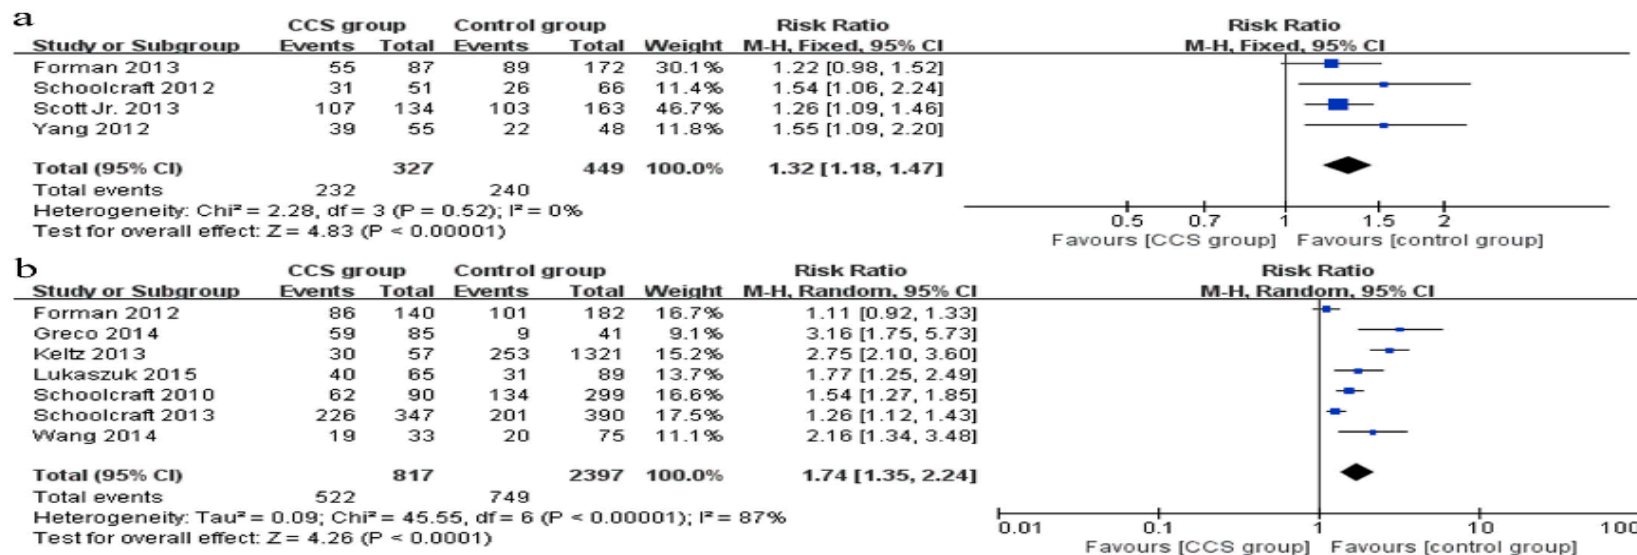 a
CCS group Control group Risk Ratio Risk Ratio
Study or Subgroup Events Total Events Total Weight M-H, Fixed, 95% CI M-H, Fixed, 95% CI
Forman 2013 55 87 89 172 30.1% 1.22 [0.98, 1.52]
Schoolcraft 2012 31 51 26 66 11.4% 1.54 [1.06, 2.24]
Scott Jr. 2013 107 134 103 163 46.7% 1.26 [1.09, 1.46]
Yang 2012 39 55 22 48 11.8% 1.55 [1.09, 2.20]
Total (95% CI) 327 449 100.0% 1.32 [1.18, 1.47]
Total events 232 240
Heterogeneity: Chi² = 2.28, df = 3 (P = 0.52); I² = 0%
Test for overall effect: Z = 4.83 (P < 0.00001)
0.5 0.7 1 1.5 2
Favours [CCS group] Favours [control group]
b
CCS group Control group Risk Ratio Risk Ratio
Study or Subgroup Events Total Events Total Weight M-H, Random, 95% CI M-H, Random, 95% CI
Forman 2012 86 140 101 182 16.7% 1.11 [0.92, 1.33]
Greco 2014 59 85 9 41 9.1% 3.16 [1.75, 5.73]
Keltz 2013 30 57 253 1321 15.2% 2.75 [2.10, 3.60]
Lukaszuk 2015 40 65 31 89 13.7% 1.77 [1.25, 2.49]
Schoolcraft 2010 62 90 134 299 16.6% 1.54 [1.27, 1.85]
Schoolcraft 2013 226 347 201 390 17.5% 1.26 [1.12, 1.43]
Wang 2014 19 33 20 75 11.1% 2.16 [1.34, 3.48]
Total (95% CI) 817 2397 100.0% 1.74 [1.35, 2.24]
Total events 522 749
Heterogeneity: Tau² = 0.09; Chi² = 45.55, df = 6 (P < 0.00001); I² = 87%
Test for overall effect: Z = 4.26 (P < 0.0001)
0.01 0.1 1 10 100
Favours [CCS group] Favours [control group]